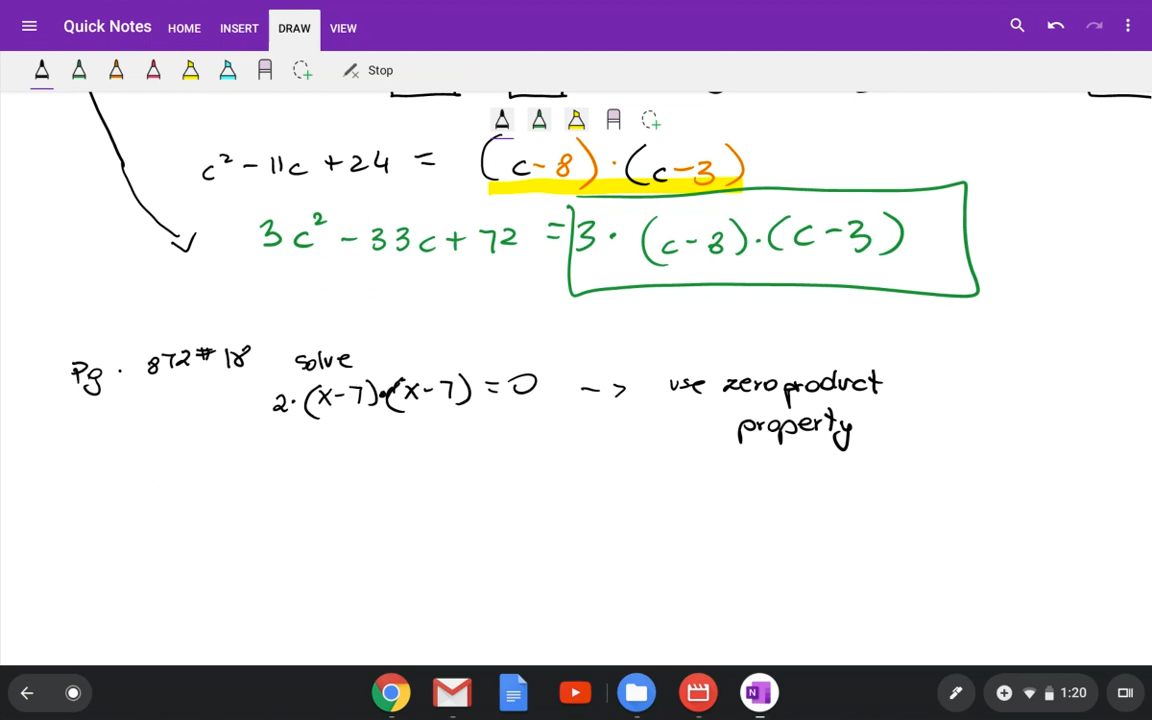 Quick Notes HOME INSERT DRAW VIEW
Stop
c² - 11c + 24 = (c-8) · (c-3)
3c² - 33c + 72 = 3 · (c-8) · (c-3)
Pg. 872 # 18 solve
2·(x-7)·(x-7) = 0 -> use zero product
property
1:20